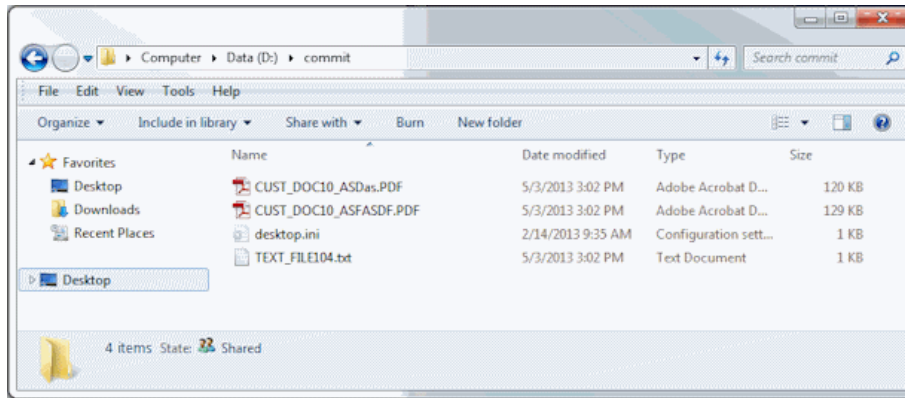 Computer Data (D:) commit Search commit
File Edit View Tools Help
Organize Include in library Share with Burn New folder
Favorites
Desktop
Downloads
Recent Places
Desktop
Name Date modified Type Size
CUST_DOC10_ASDas.PDF 5/3/2013 3:02 PM Adobe Acrobat D... 120 KB
CUST_DOC10_ASFASDF.PDF 5/3/2013 3:02 PM Adobe Acrobat D... 129 KB
desktop.ini 2/14/2013 9:35 AM Configuration sett... 1 KB
TEXT_FILE104.txt 5/3/2013 3:02 PM Text Document 1 KB
4 items State: Shared